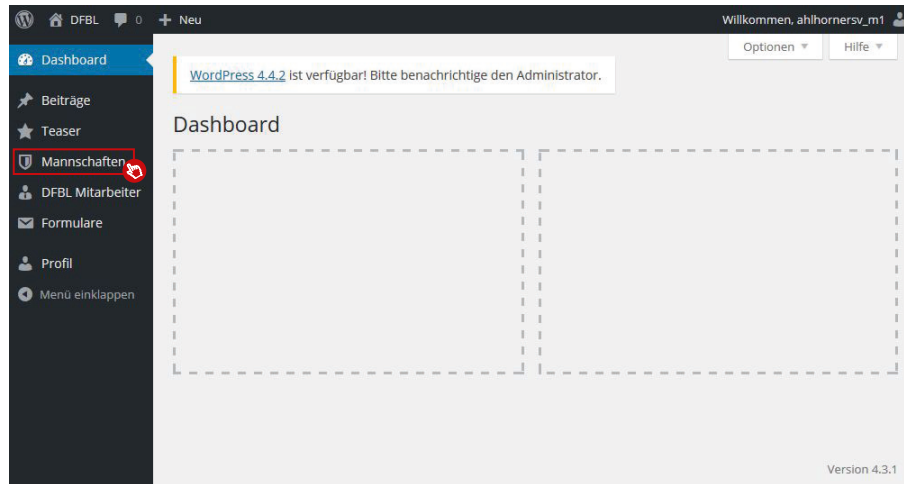 DFBL 0 + Neu Willkommen, ahlhornersv_m1
Optionen Hilfe
Dashboard
WordPress 4.4.2 ist verfügbar! Bitte benachrichtige den Administrator.
Beiträge
Teaser
Dashboard
Mannschaften
DFBL Mitarbeiter
Formulare
Profil
Menü einklappen
Version 4.3.1